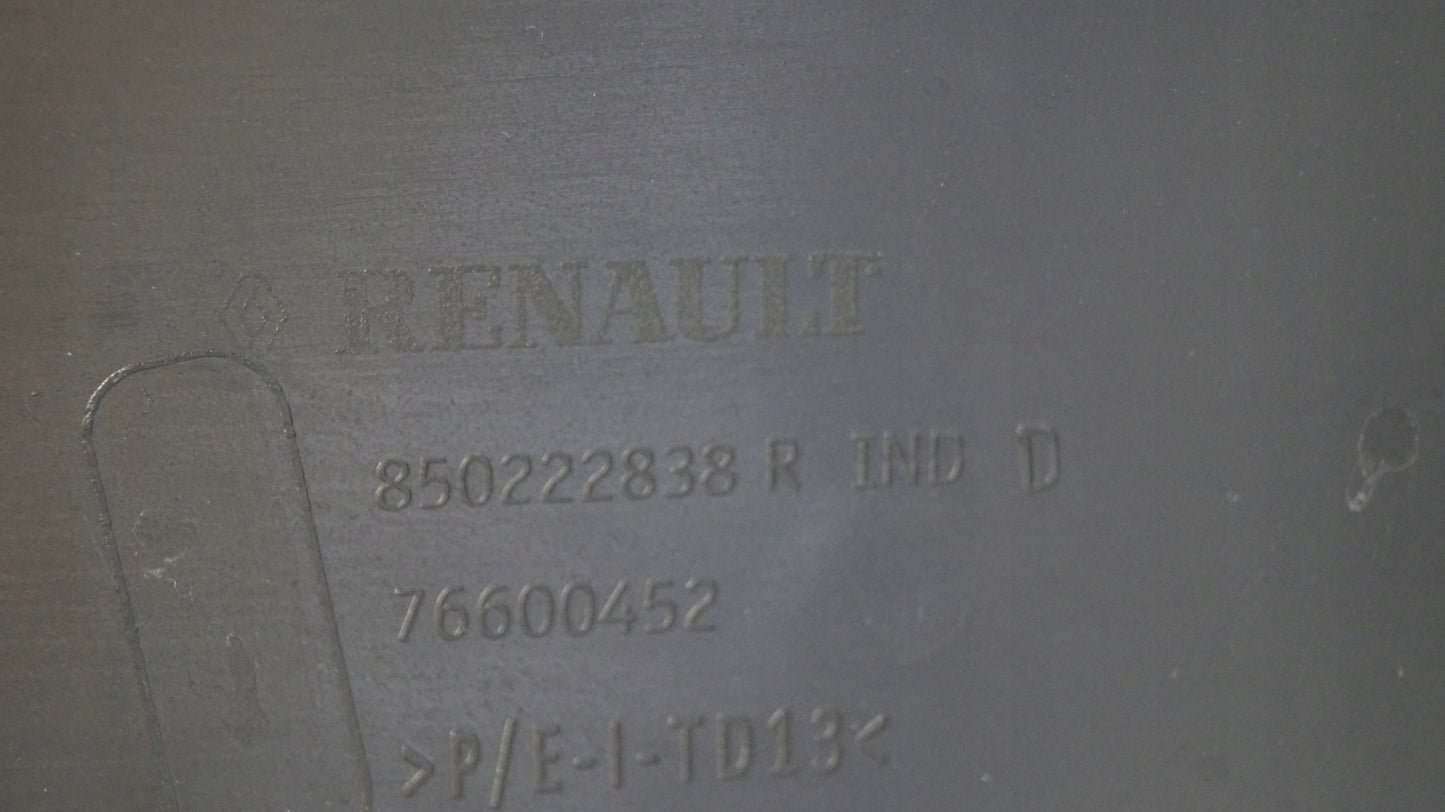 RENAULT
850222838 R IND D
76600452
>P/E-I-TD13<